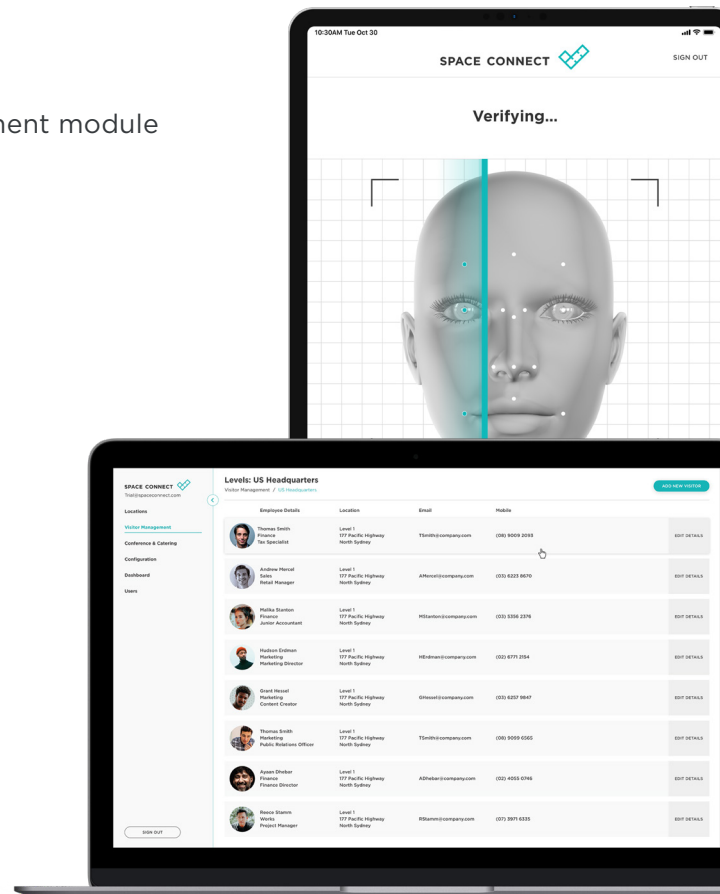 10:30AM Tue Oct 30
SPACE CONNECT
SIGN OUT
module
Verifying...
SPACE CONNECT
Trial@spaceconnect.com
Locations
Visitor Management
Conference & Catering
Configuration
Dashboard
Users
SIGN OUT
Levels: US Headquarters
Visitor Management / US Headquarters
ADD NEW VISITOR
Employee Details Location Email Mobile
Thomas Smith
Finance
Tax Specialist
Level 1
177 Pacific Highway
North Sydney
TSmith@company.com
(08) 9009 2093
EDIT DETAILS
Andrew Mercel
Sales
Retail Manager
Level 1
177 Pacific Highway
North Sydney
AMercel@company.com
(03) 6223 8670
EDIT DETAILS
Malika Stanton
Finance
Junior Accountant
Level 1
177 Pacific Highway
North Sydney
MStanton@company.com
(03) 5356 2376
EDIT DETAILS
Hudson Erdman
Marketing
Marketing Director
Level 1
177 Pacific Highway
North Sydney
HErdman@company.com
(02) 6771 2154
EDIT DETAILS
Grant Hessel
Marketing
Content Creator
Level 1
177 Pacific Highway
North Sydney
GHessel@company.com
(03) 6257 9847
EDIT DETAILS
Thomas Smith
Marketing
Public Relations Officer
Level 1
177 Pacific Highway
North Sydney
TSmith@company.com
(08) 9099 6565
EDIT DETAILS
Ayaan Dhebar
Finance
Finance Director
Level 1
177 Pacific Highway
North Sydney
ADhebar@company.com
(02) 4055 0746
EDIT DETAILS
Reece Stamm
Works
Project Manager
Level 1
177 Pacific Highway
North Sydney
RStamm@company.com
(07) 3971 6335
EDIT DETAILS